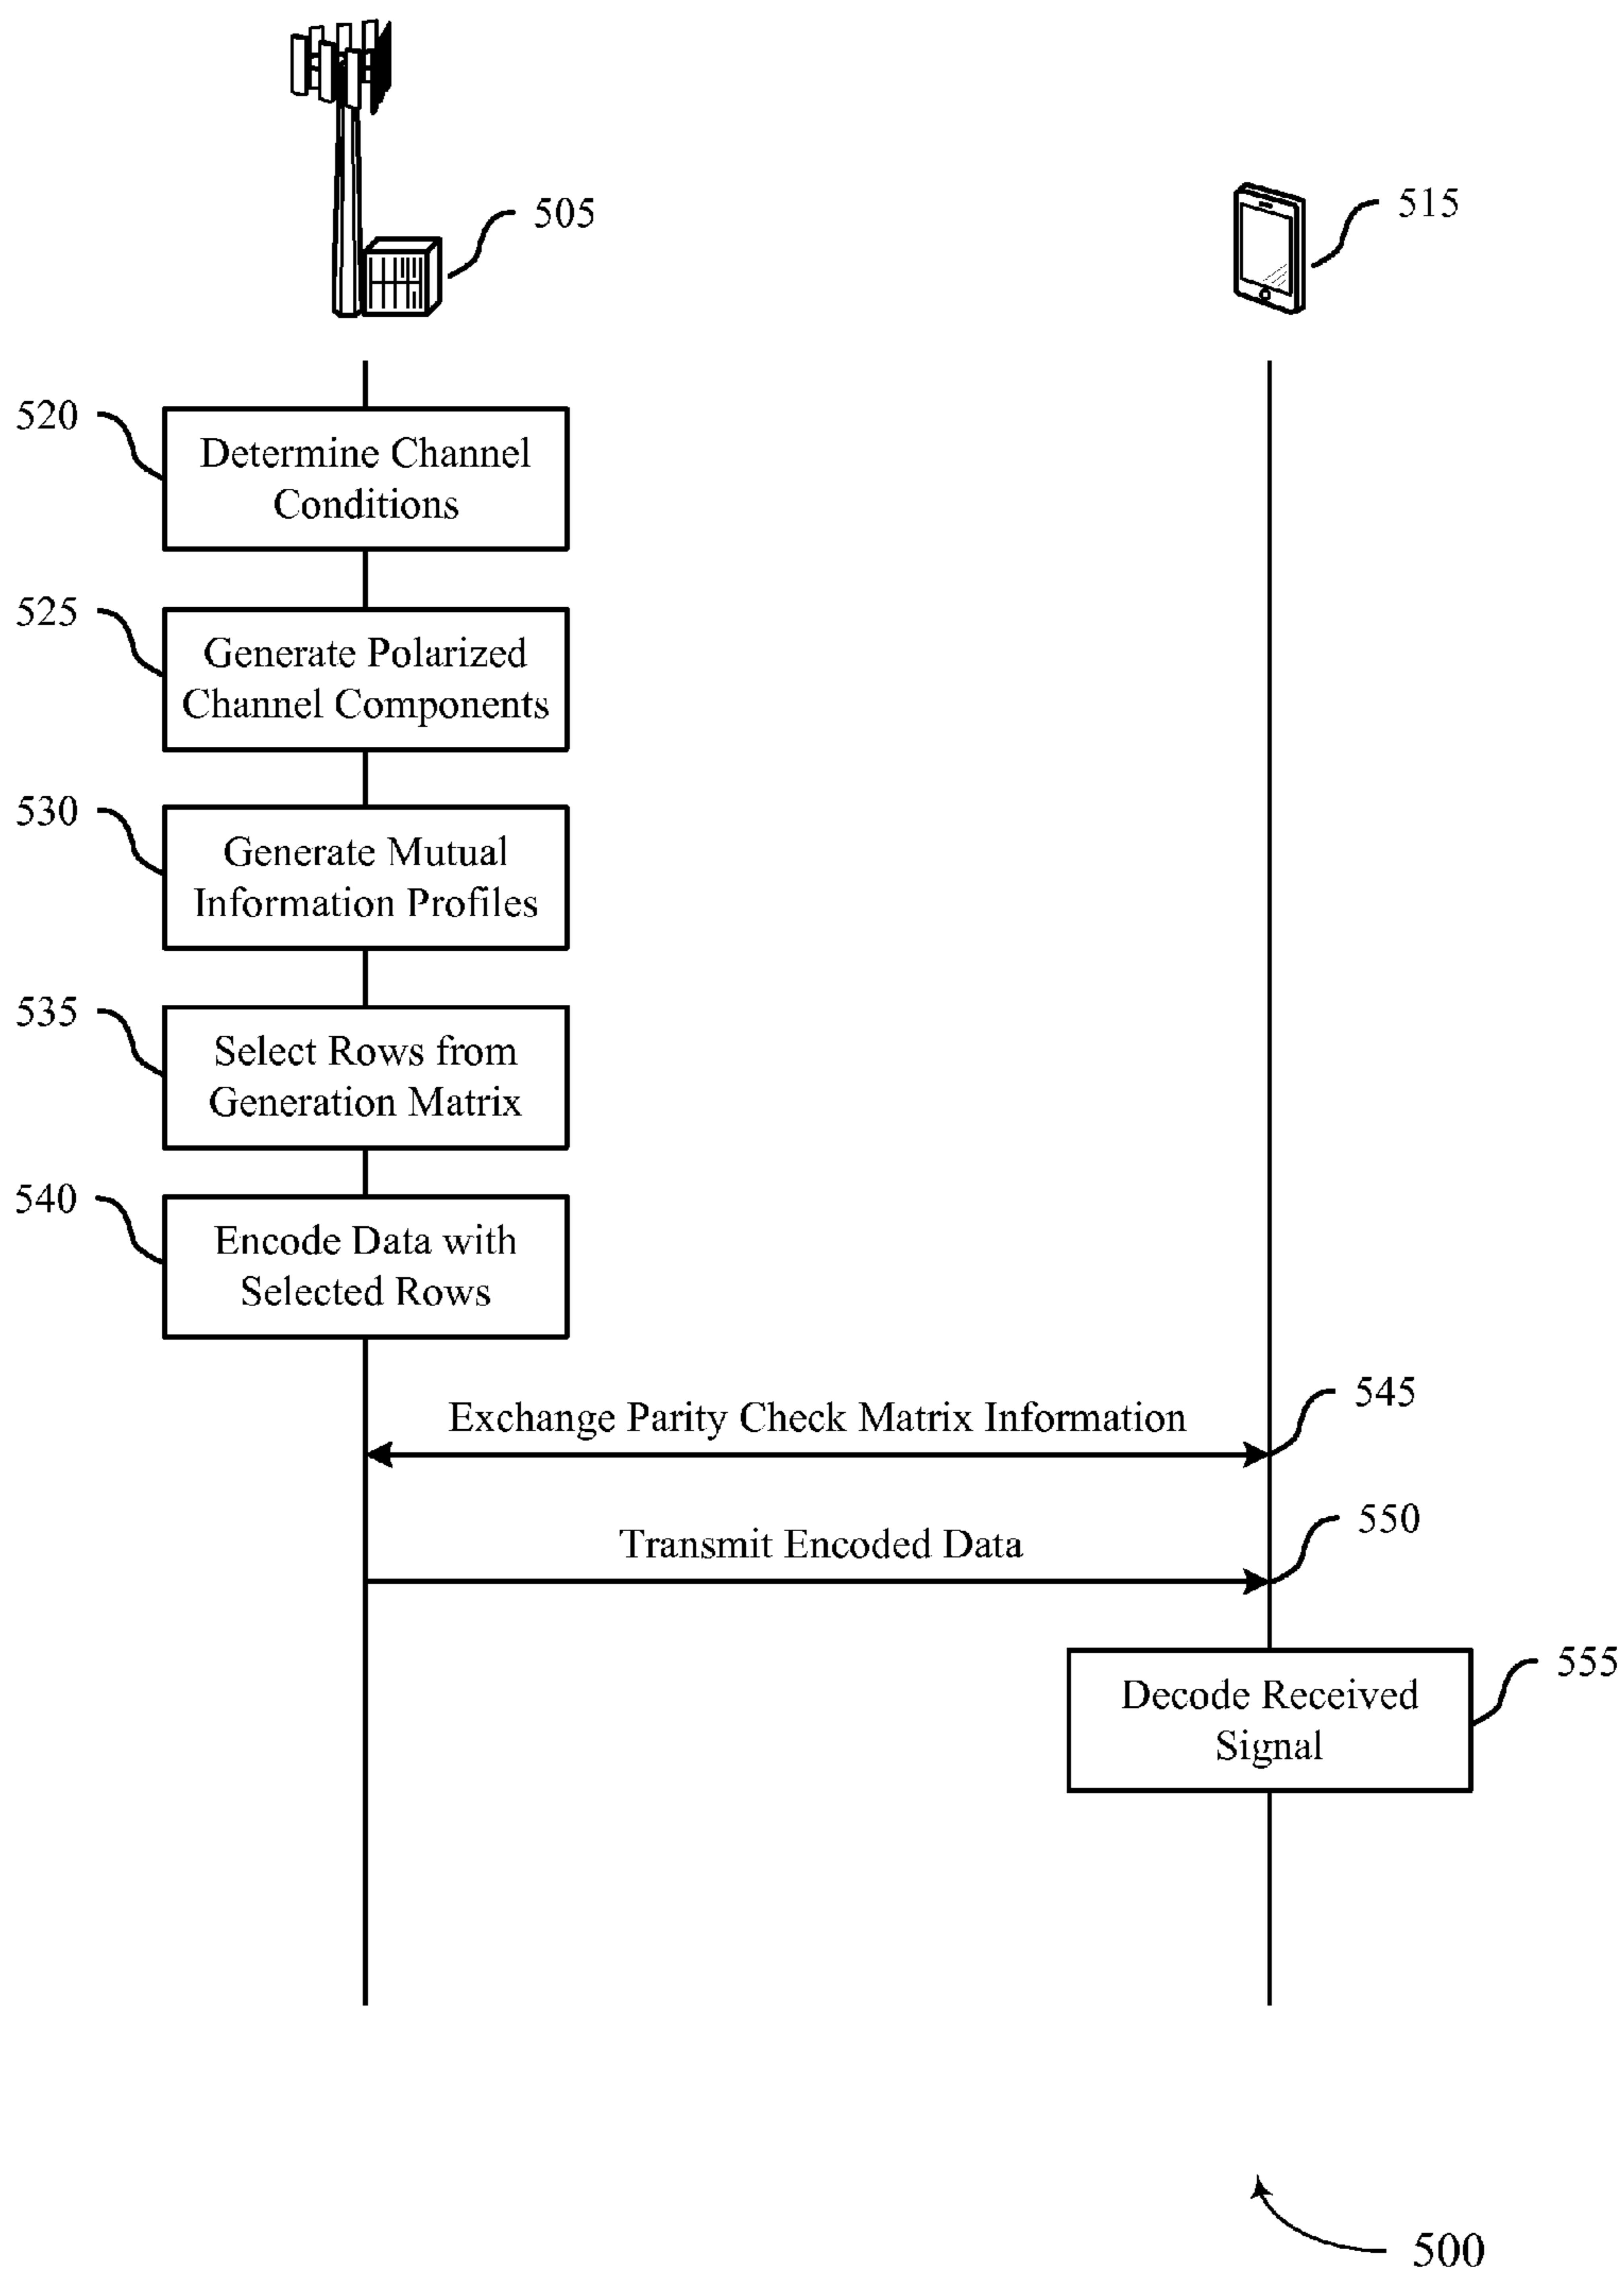 505
515
520
Determine Channel
Conditions
525
Generate Polarized
Channel Components
530
Generate Mutual
Information Profiles
535
Select Rows from
Generation Matrix
540
Encode Data with
Selected Rows
545
Exchange Parity Check Matrix Information
550
Transmit Encoded Data
555
Decode Received
Signal
500